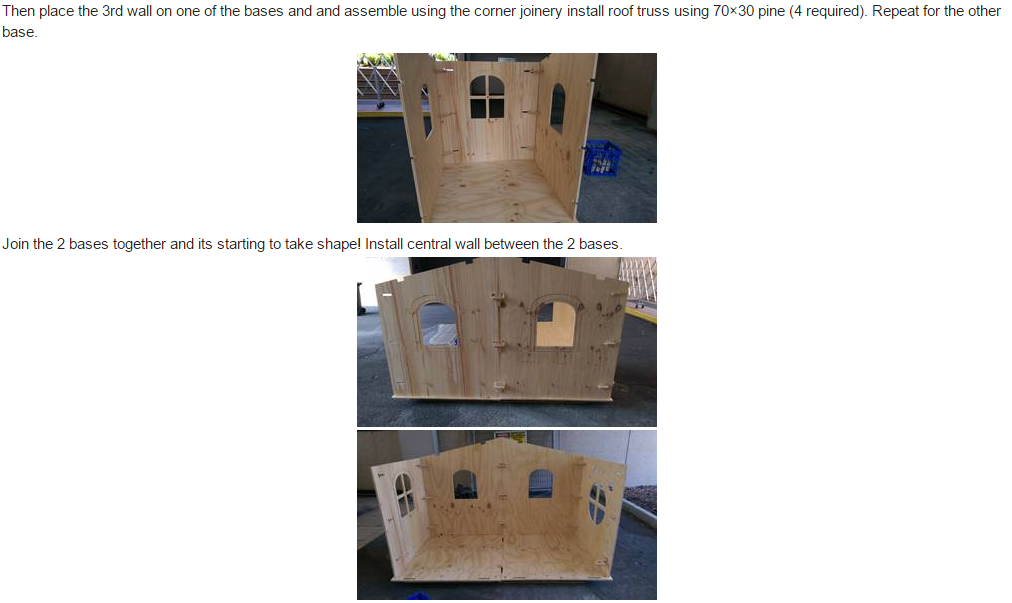 Then place the 3rd wall on one of the bases and and assemble using the corner joinery install roof truss using 70×30 pine (4 required). Repeat for the other
base.
Join the 2 bases together and its starting to take shape! Install central wall between the 2 bases.